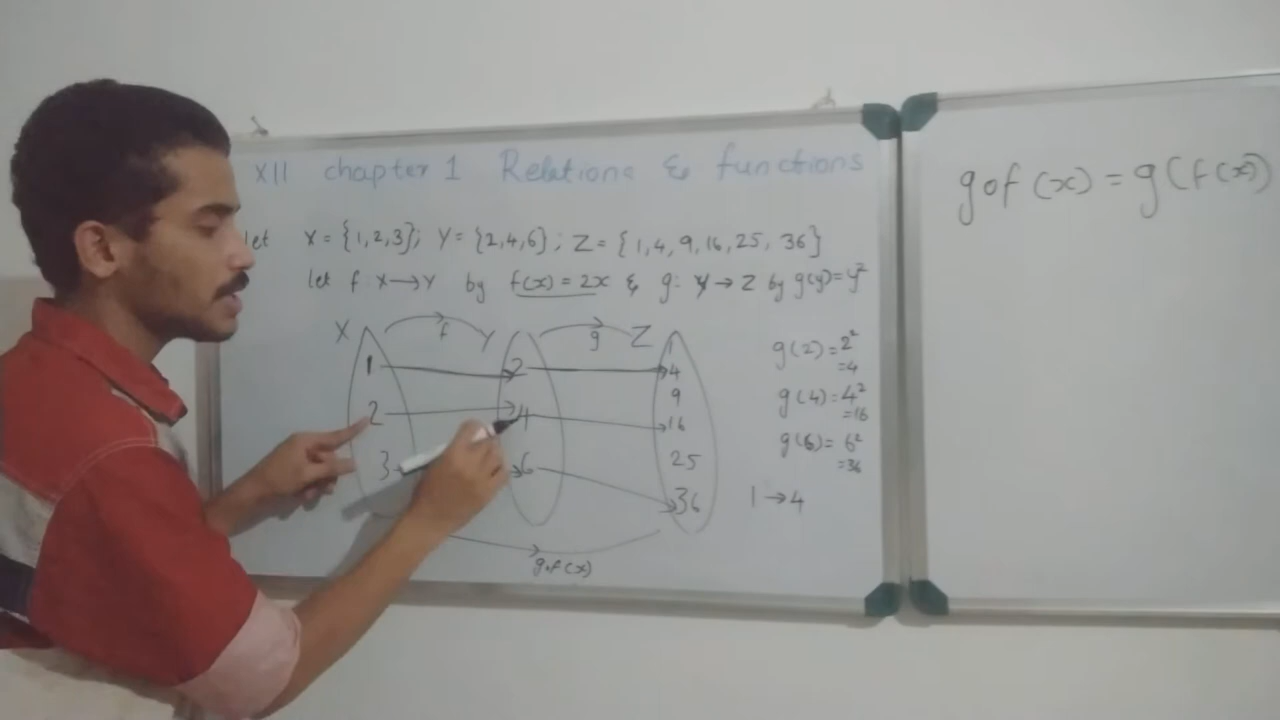 XII chapter 1 Relations & functions
let X = {1,2,3}; Y = {2,4,6}; Z = {1,4,9,16,25,36}
let f: X→Y by f(x) = 2x & g: Y→Z by g(y)=y²
X f Y g Z
1 2 4
9
2 4 16
3 6 25
36
gof(x)
g(2)=2²
=4
g(4)=4²
=16
g(6)=6²
=36
1→4
gof(x) = g(f(x))